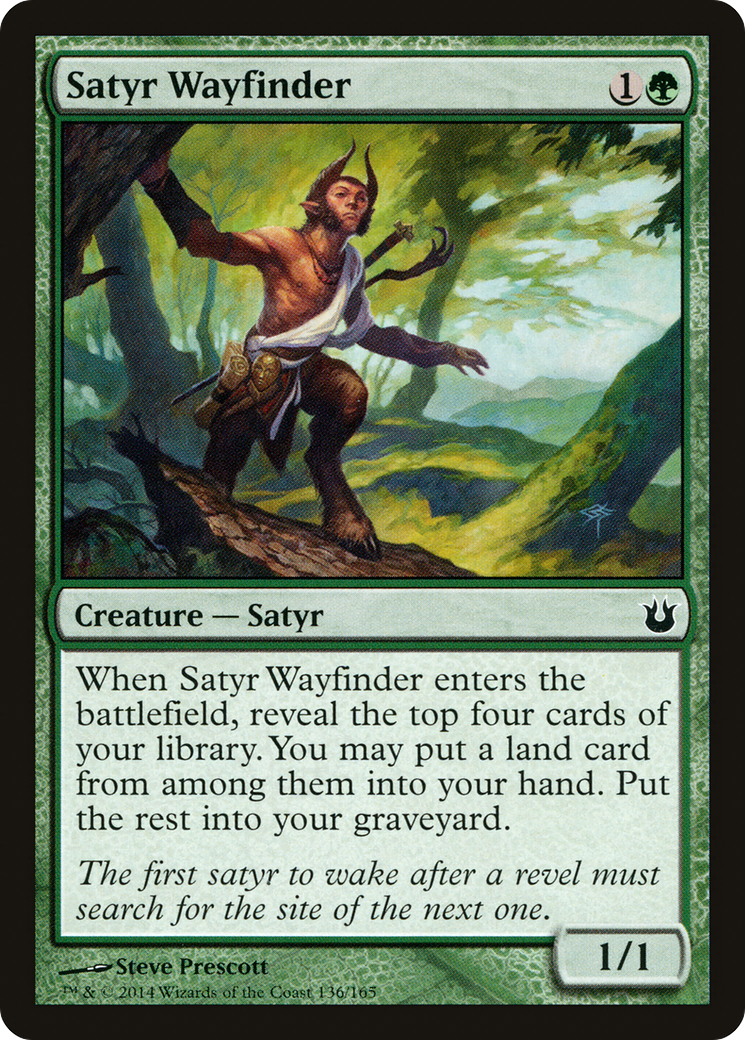 Satyr Wayfinder 1
Creature — Satyr
When Satyr Wayfinder enters the
battlefield, reveal the top four cards of
your library. You may put a land card
from among them into your hand. Put
the rest into your graveyard.
The first satyr to wake after a revel must
search for the site of the next one.
1/1
Steve Prescott
™ & © 2014 Wizards of the Coast 136/165